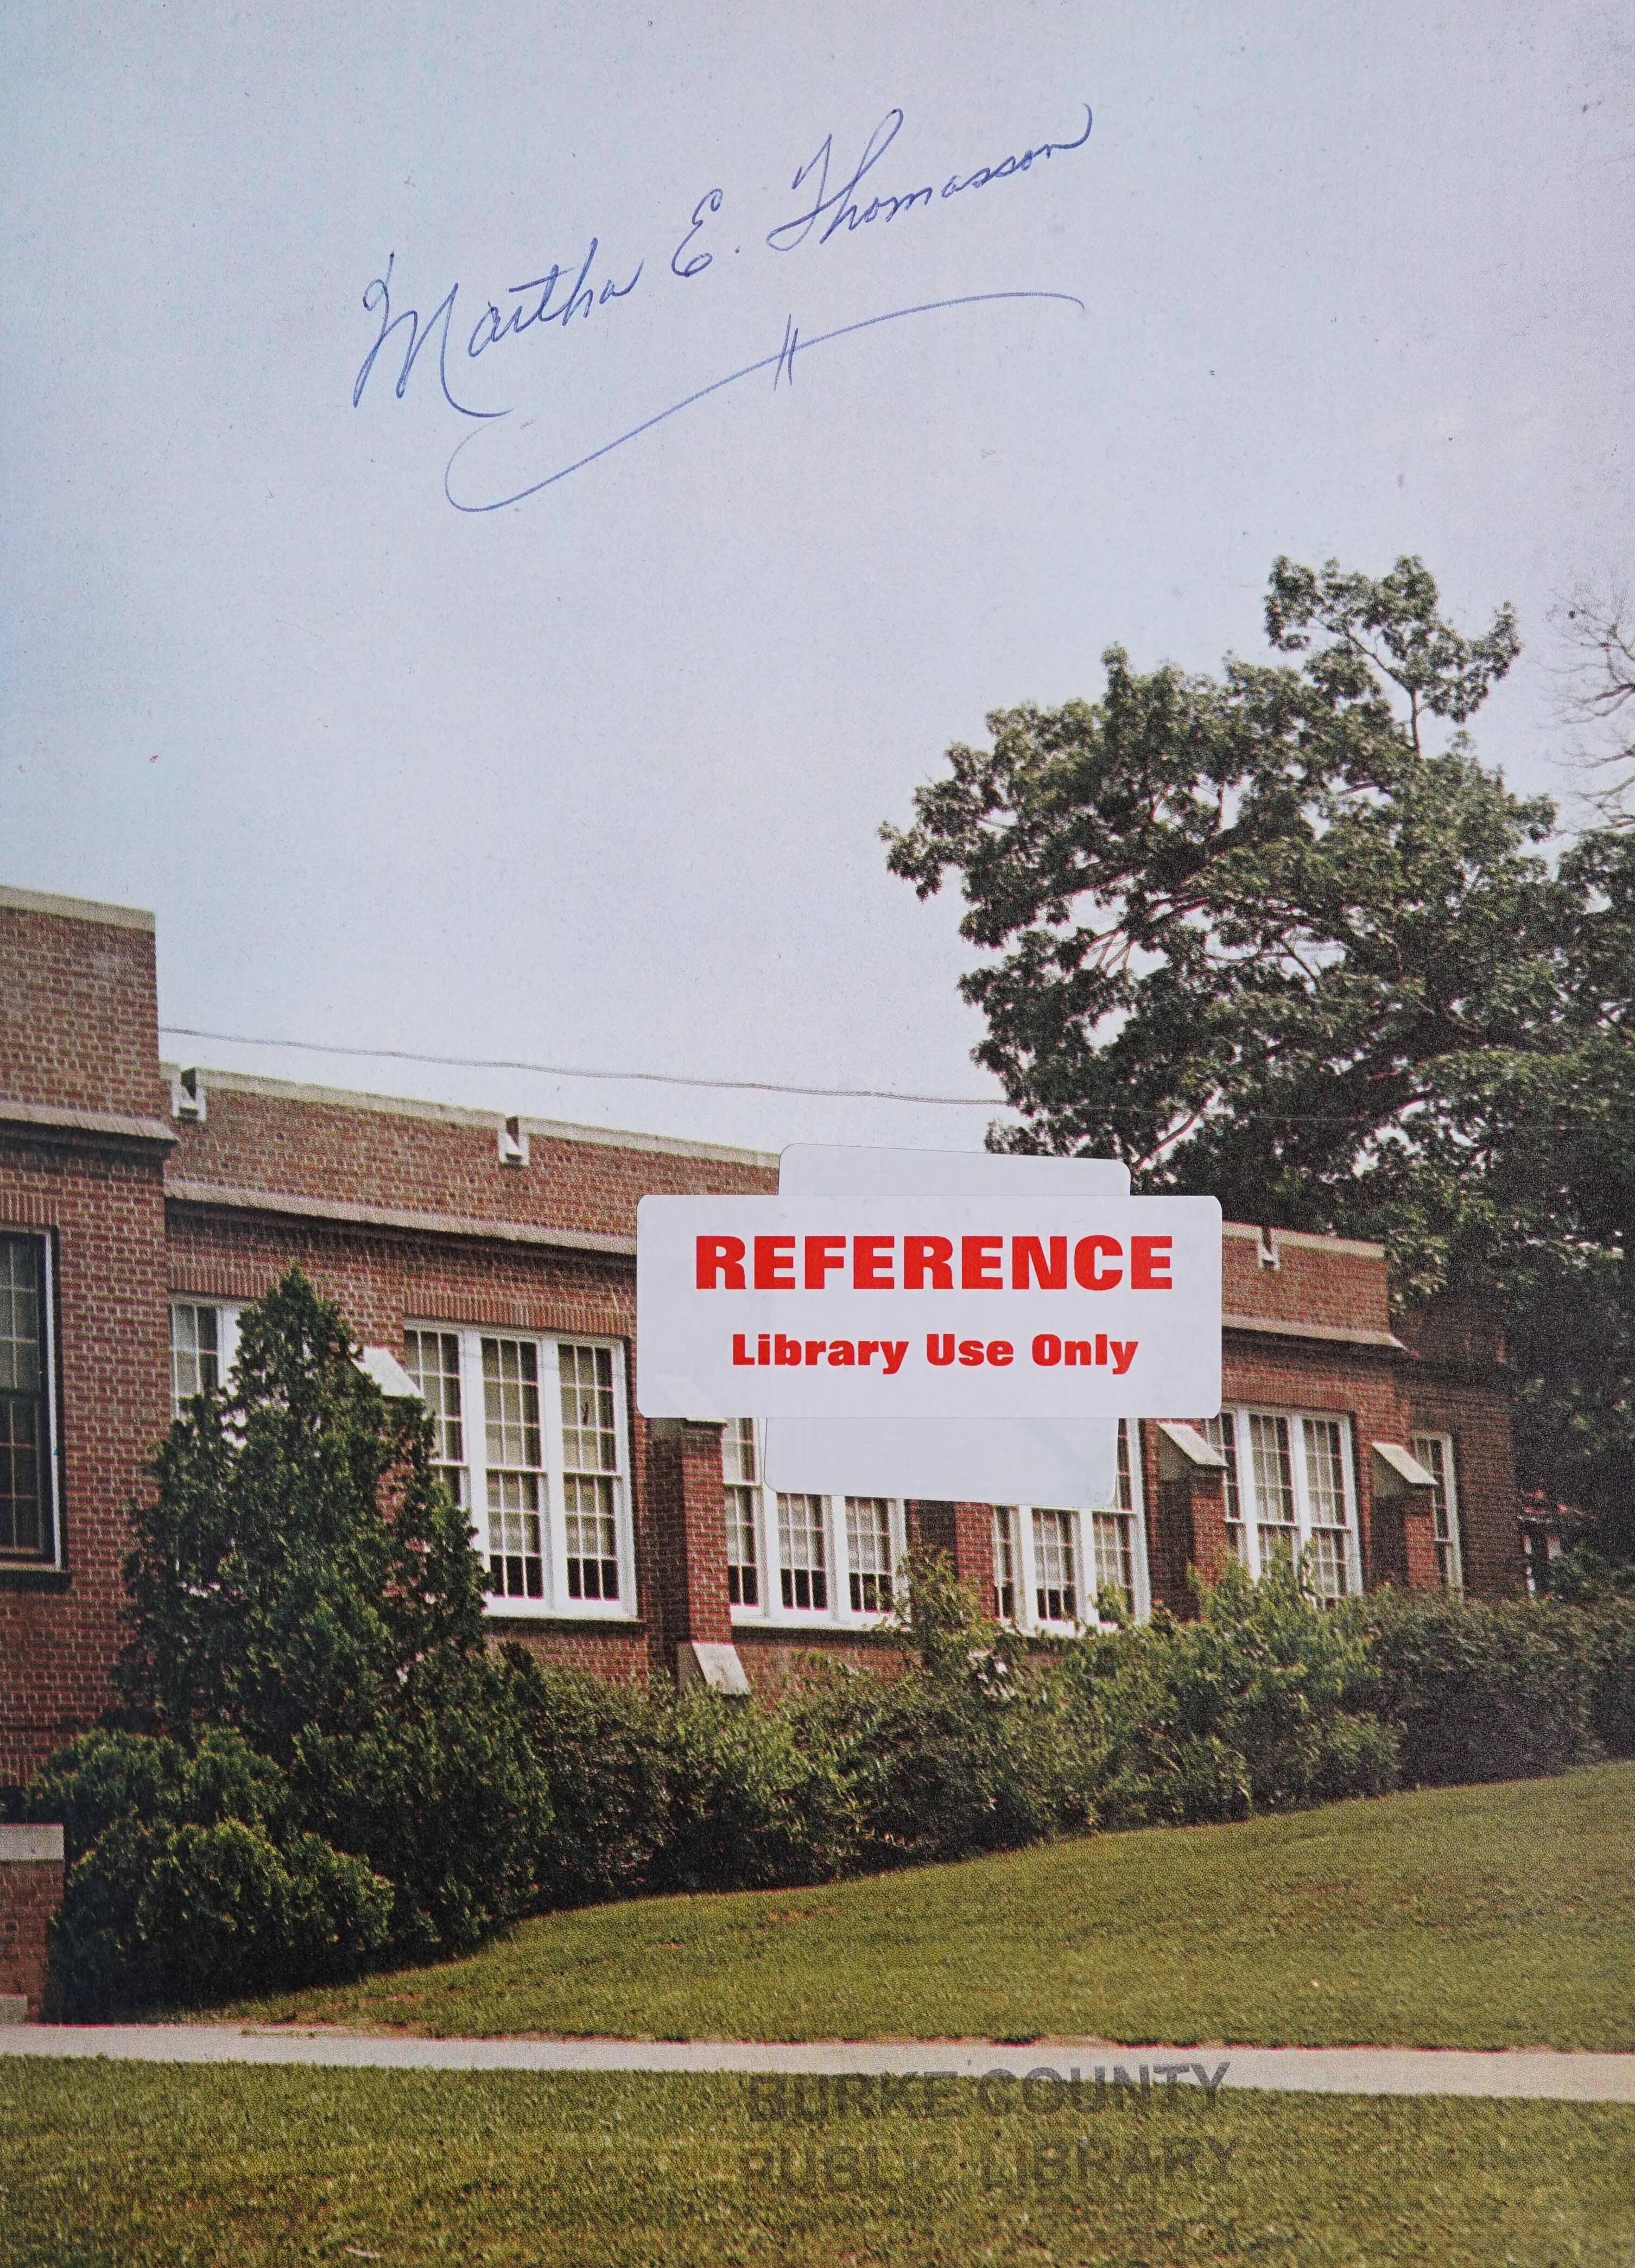 Martha E. Thomasson
REFERENCE
Library Use Only
BURKE COUNTY
PUBLIC LIBRARY